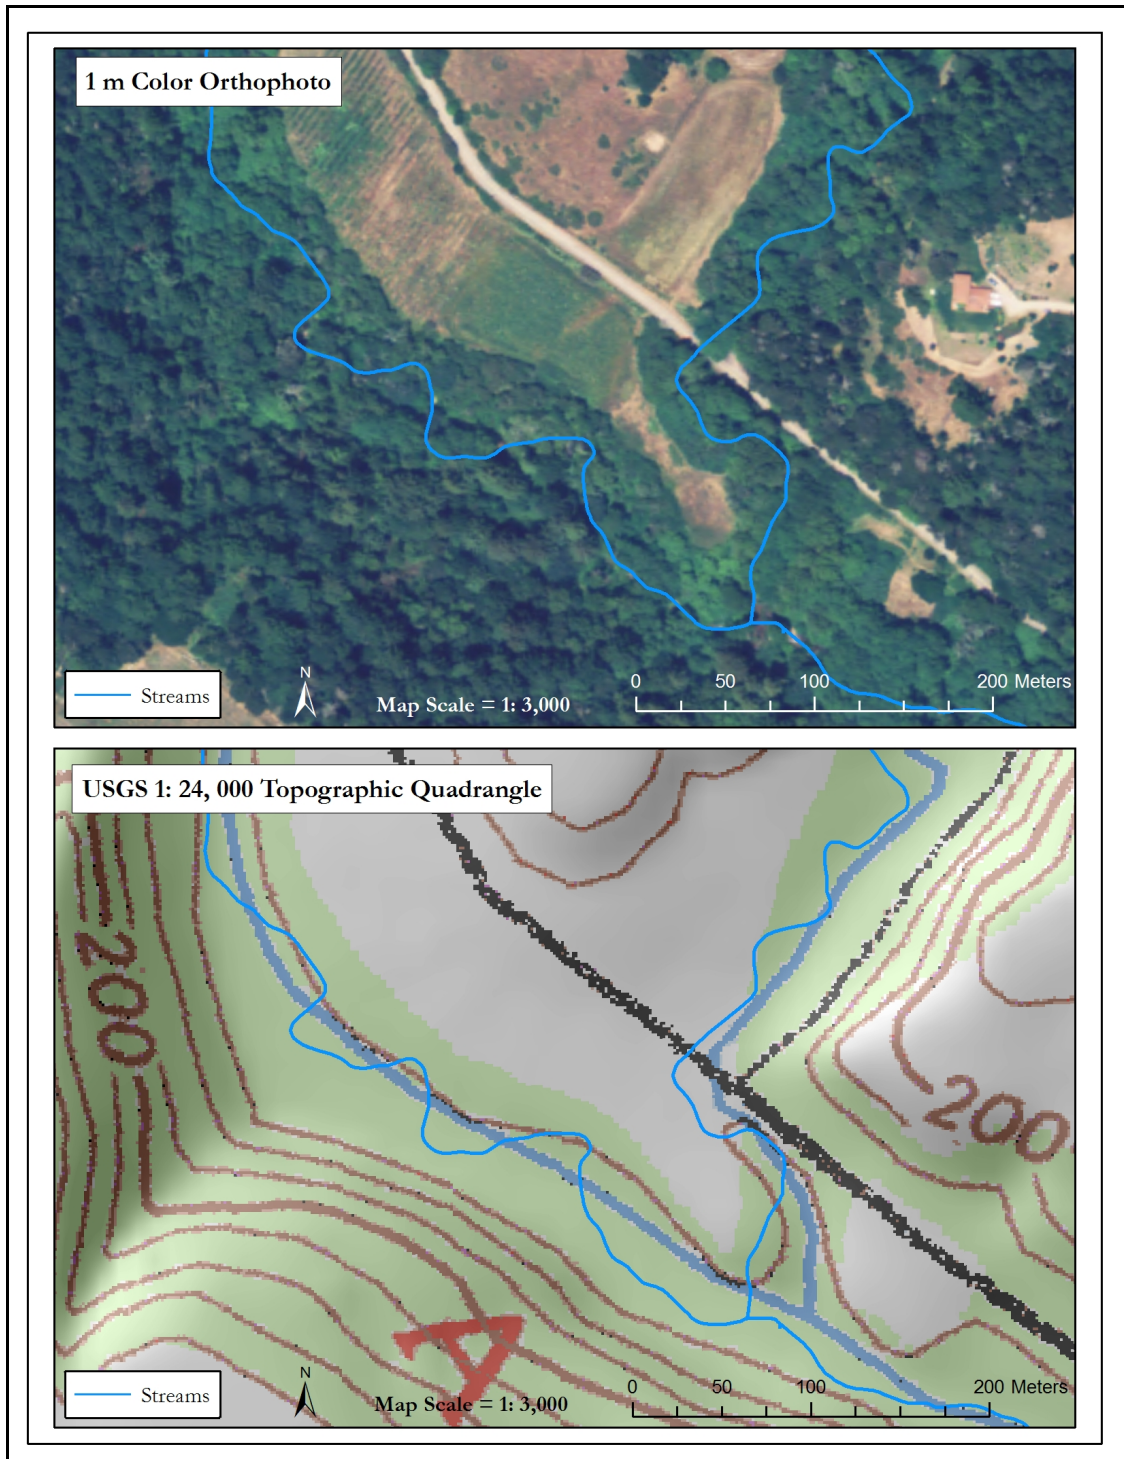 1 m Color Orthophoto
Streams
N
Map Scale = 1: 3,000
0 50 100 200 Meters
USGS 1: 24, 000 Topographic Quadrangle
200
200
A
Streams
N
Map Scale = 1: 3,000
0 50 100 200 Meters